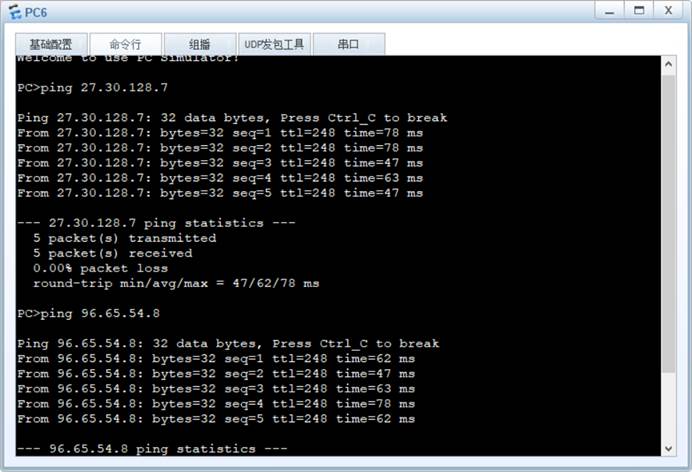 PC6
基础配置 命令行 组播 UDP发包工具 串口
Welcome to use PC Simulator!
PC>ping 27.30.128.7
Ping 27.30.128.7: 32 data bytes, Press Ctrl_C to break
From 27.30.128.7: bytes=32 seq=1 ttl=248 time=78 ms
From 27.30.128.7: bytes=32 seq=2 ttl=248 time=78 ms
From 27.30.128.7: bytes=32 seq=3 ttl=248 time=47 ms
From 27.30.128.7: bytes=32 seq=4 ttl=248 time=63 ms
From 27.30.128.7: bytes=32 seq=5 ttl=248 time=47 ms
--- 27.30.128.7 ping statistics ---
5 packet(s) transmitted
5 packet(s) received
0.00% packet loss
round-trip min/avg/max = 47/62/78 ms
PC>ping 96.65.54.8
Ping 96.65.54.8: 32 data bytes, Press Ctrl_C to break
From 96.65.54.8: bytes=32 seq=1 ttl=248 time=62 ms
From 96.65.54.8: bytes=32 seq=2 ttl=248 time=47 ms
From 96.65.54.8: bytes=32 seq=3 ttl=248 time=63 ms
From 96.65.54.8: bytes=32 seq=4 ttl=248 time=78 ms
From 96.65.54.8: bytes=32 seq=5 ttl=248 time=62 ms
--- 96.65.54.8 ping statistics ---